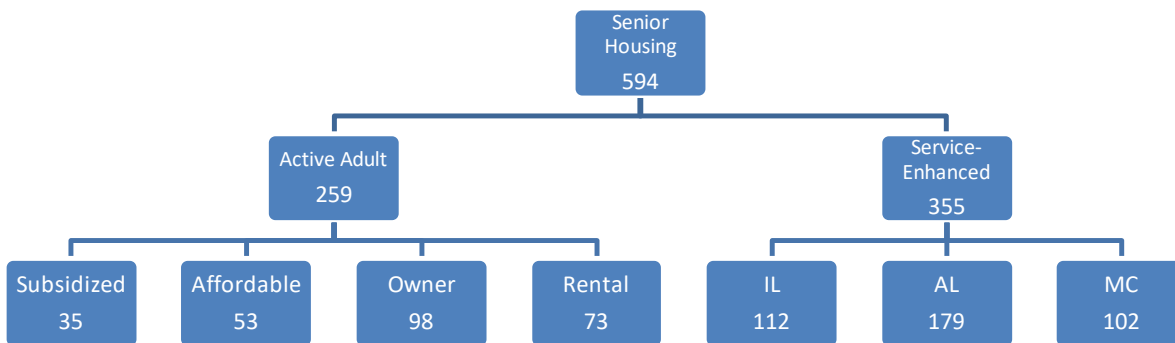 Senior
Housing
594
Active Adult
259
Service-
Enhanced
355
Subsidized
35
Affordable
53
Owner
98
Rental
73
IL
112
AL
179
MC
102